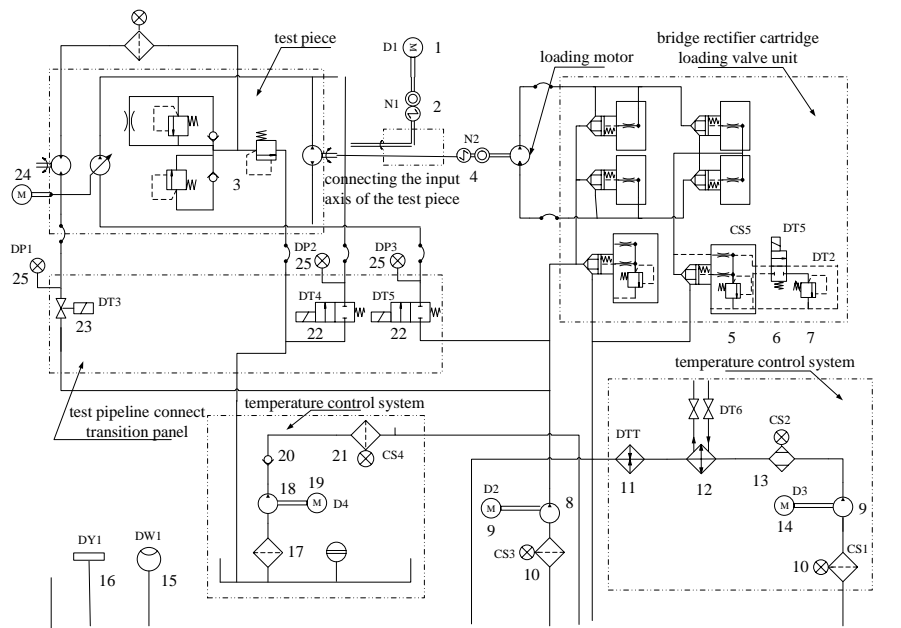 test piece
D1
M
1
N1
2
loading motor
bridge rectifier cartridge
loading valve unit
N2
4
24
M
3
connecting the input
axis of the test piece
DP1
25
DP2
25
DP3
25
CS5
DT5
DT2
DT3
23
DT4
22
DT5
22
5
6
7
test pipeline connect
transition panel
temperature control system
temperature control system
DT6
20
21
CS4
DTT
11
12
CS2
13
18
19
M
D4
D2
M
9
8
D3
M
14
9
17
CS3
10
10
CS1
DY1
16
DW1
15